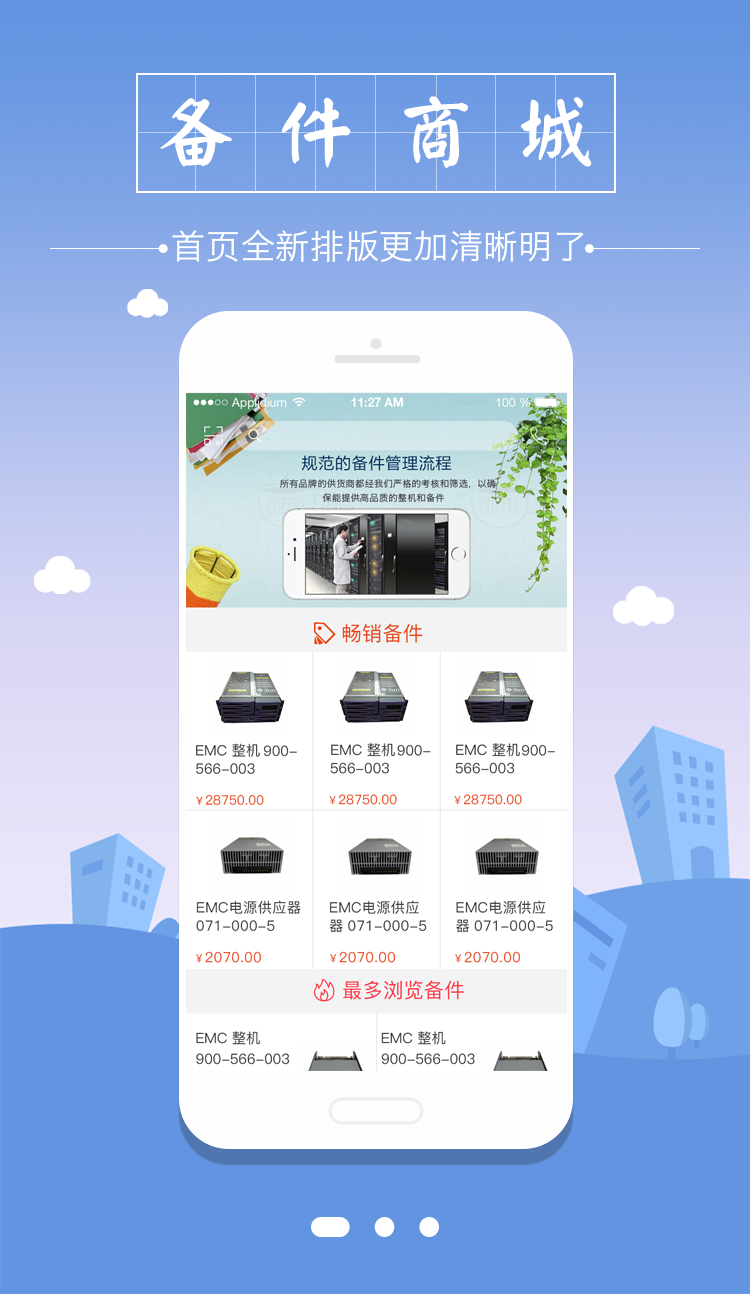 备件商城
首页全新排版更加清晰明了
Applidium 11:27 AM 100 %
规范的备件管理流程
所有品牌的供货商都经我们严格的考核和筛选，以确
保能提供高品质的整机和备件
畅销备件
EMC 整机 900-
566-003
¥28750.00
EMC 整机900-
566-003
¥28750.00
EMC 整机900-
566-003
¥28750.00
EMC电源供应器
071-000-5
¥2070.00
EMC电源供应
器 071-000-5
¥2070.00
EMC电源供应
器 071-000-5
¥2070.00
最多浏览备件
EMC 整机
900-566-003
EMC 整机
900-566-003